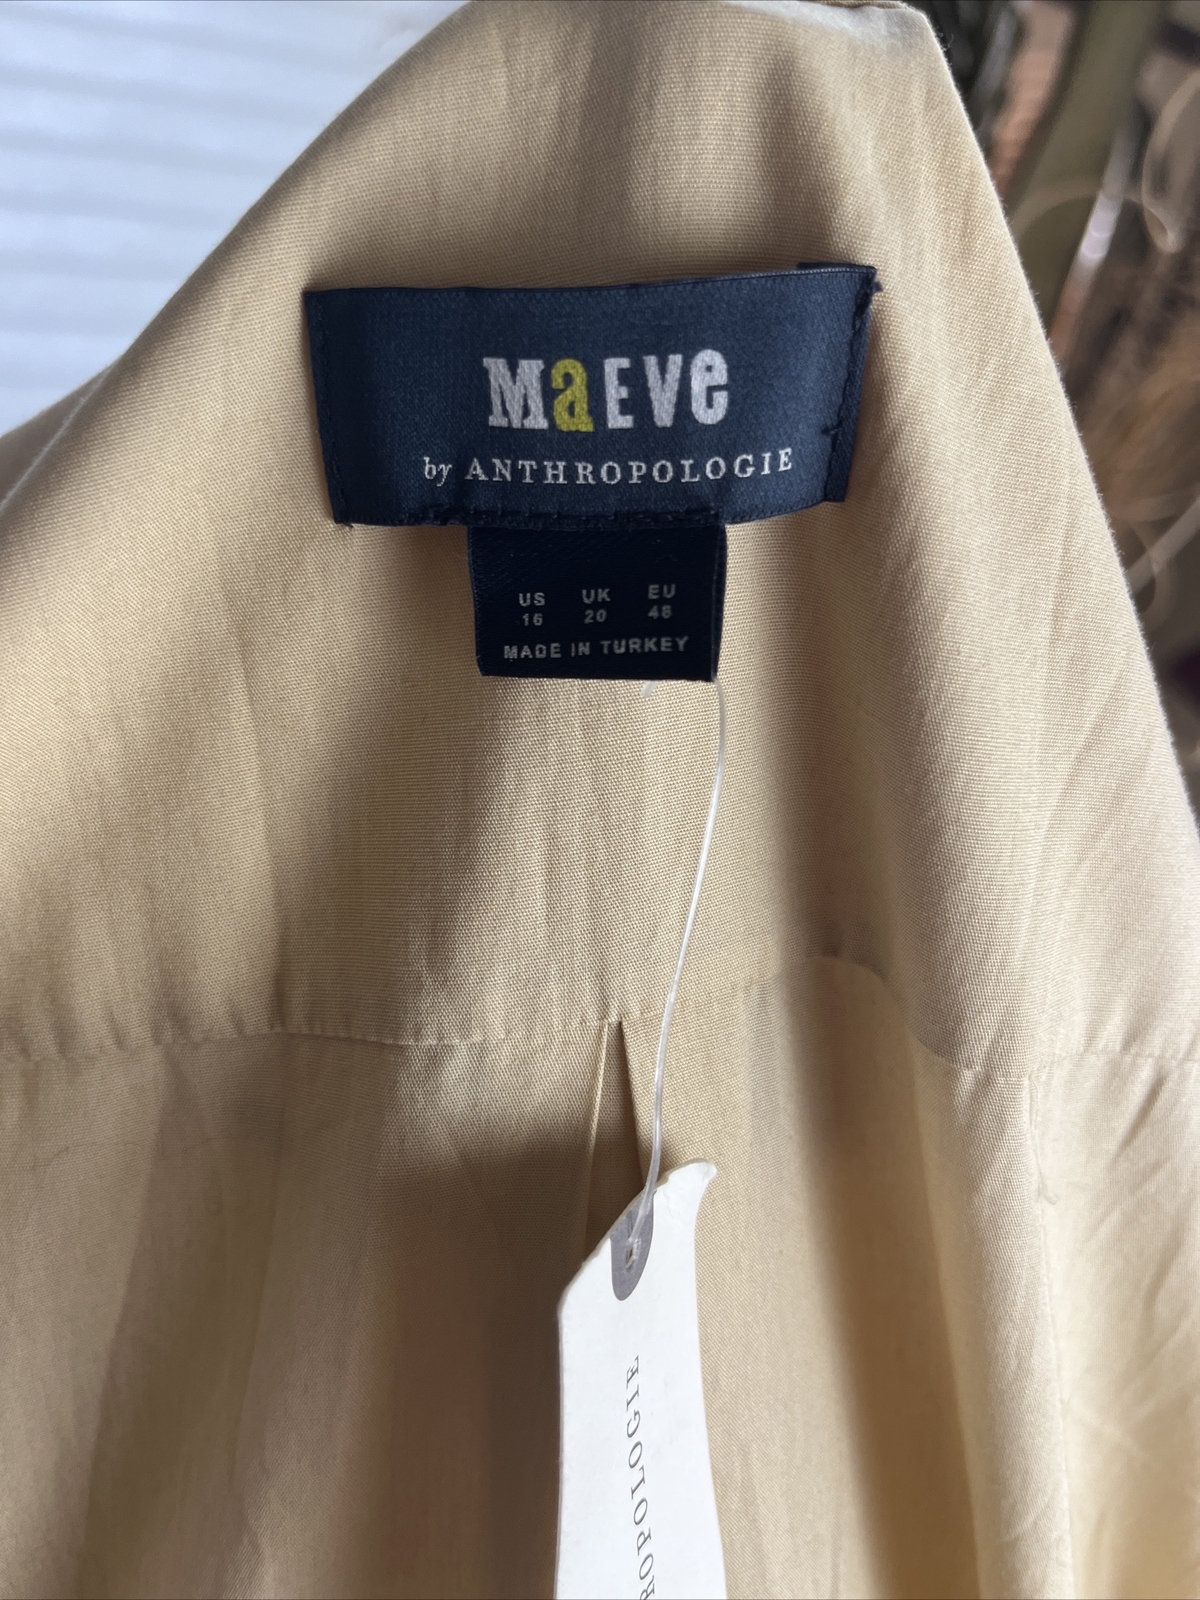 MaEVe
by ANTHROPOLOGIE
US UK EU
16 20 48
MADE IN TURKEY
ROPOLOGIE